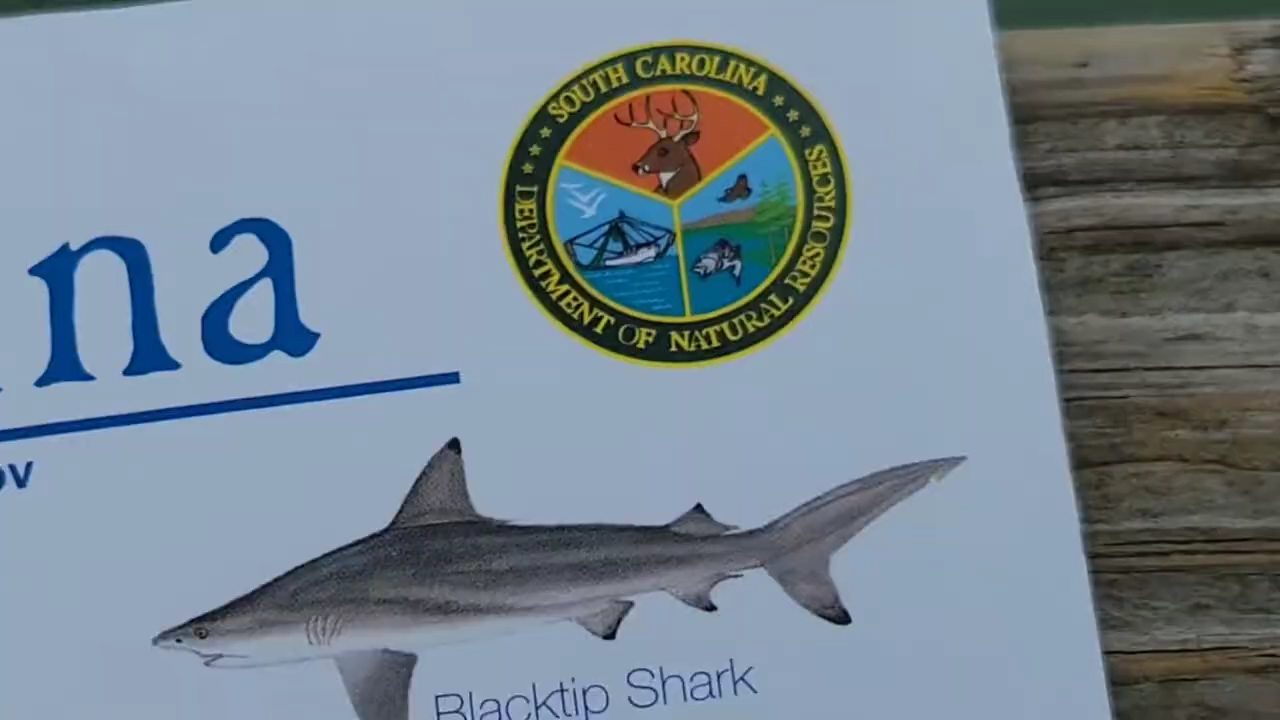 SOUTH CAROLINA
DEPARTMENT OF NATURAL RESOURCES
na
ov
Blacktip Shark